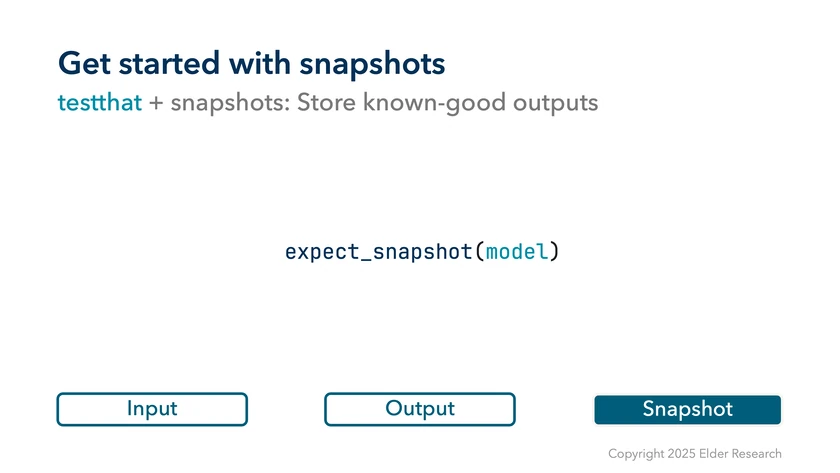 Get started with snapshots
testthat + snapshots: Store known-good outputs
expect_snapshot(model)
Input
Output
Snapshot
Copyright 2025 Elder Research